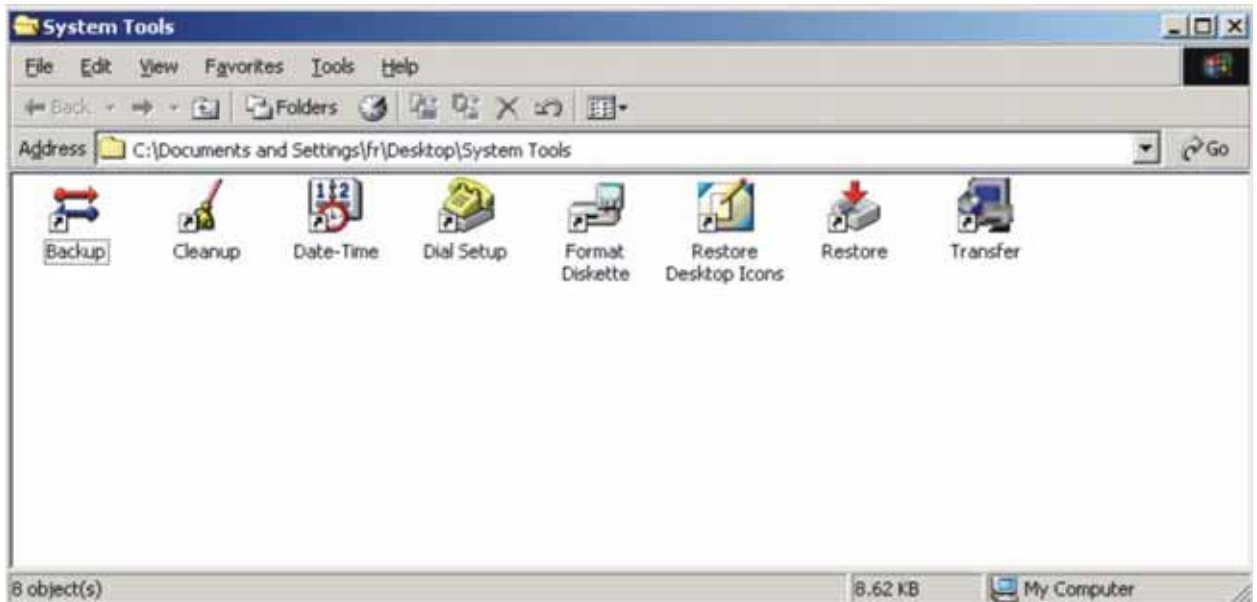 System Tools
File Edit View Favorites Tools Help
Back Folders
Address C:\Documents and Settings\fr\Desktop\System Tools Go
Backup Cleanup Date-Time Dial Setup Format Diskette Restore Desktop Icons Restore Transfer
8 object(s) 8.62 KB My Computer